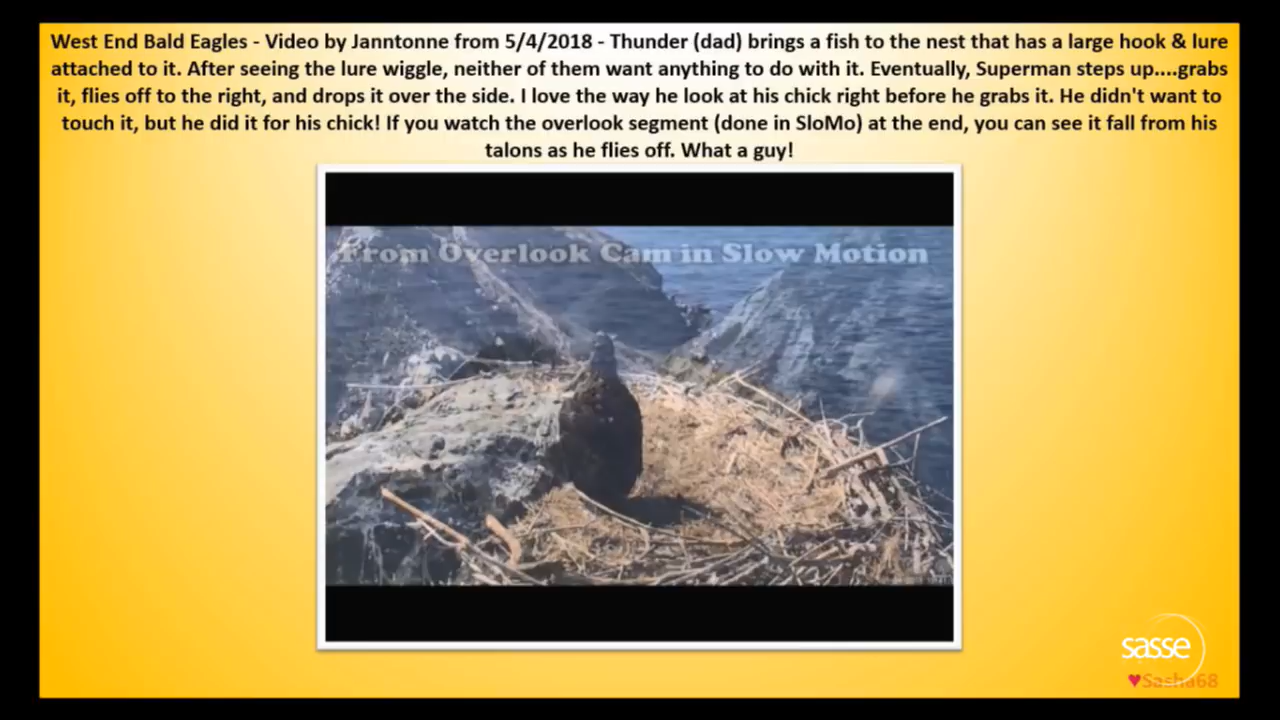 West End Bald Eagles - Video by Janntonne from 5/4/2018 - Thunder (dad) brings a fish to the nest that has a large hook & lure
attached to it. After seeing the lure wiggle, neither of them want anything to do with it. Eventually, Superman steps up....grabs
it, flies off to the right, and drops it over the side. I love the way he look at his chick right before he grabs it. He didn't want to
touch it, but he did it for his chick! If you watch the overlook segment (done in SloMo) at the end, you can see it fall from his
talons as he flies off. What a guy!
From Overlook Cam in Slow Motion
sasse
♥Sasha68